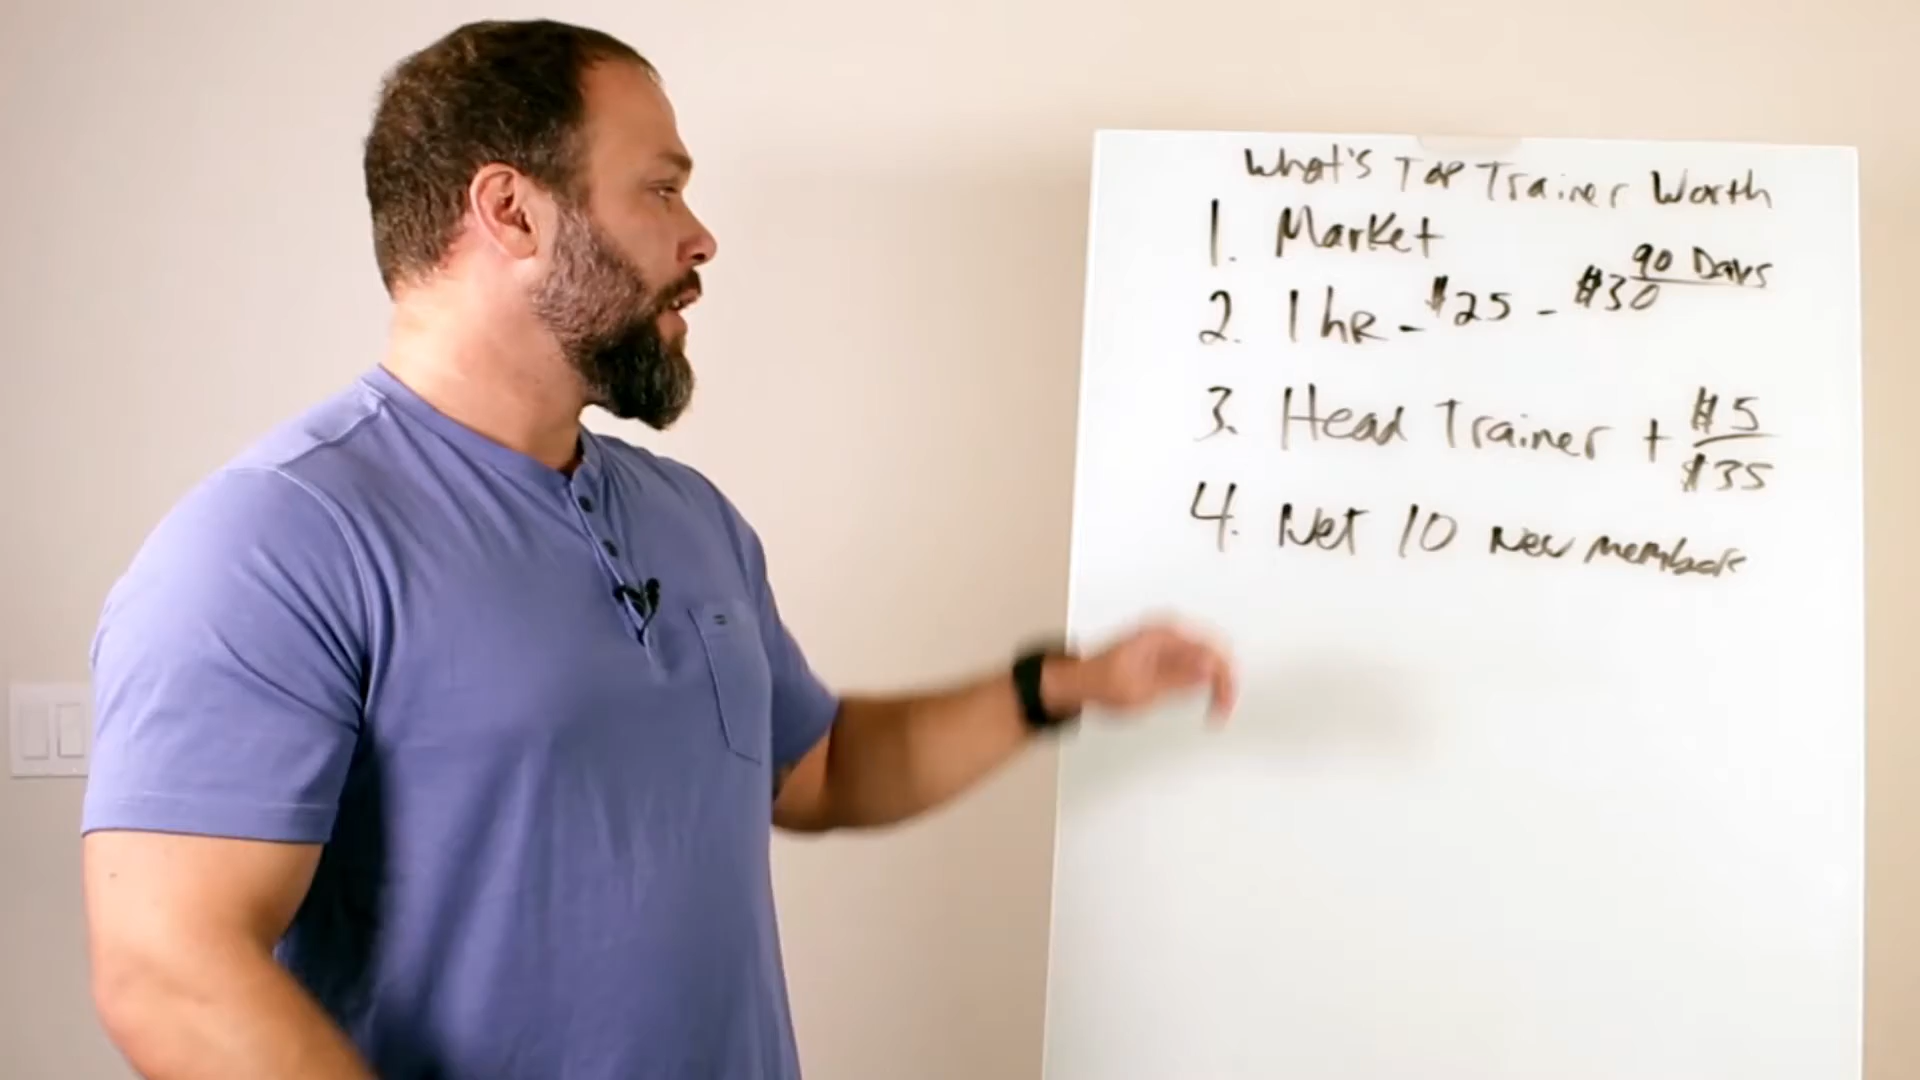 What's Top Trainer Worth
1. Market
90 Days
2. 1 hR - $25 - $30
3. Head Trainer + $5
$35
4. Net 10 New members